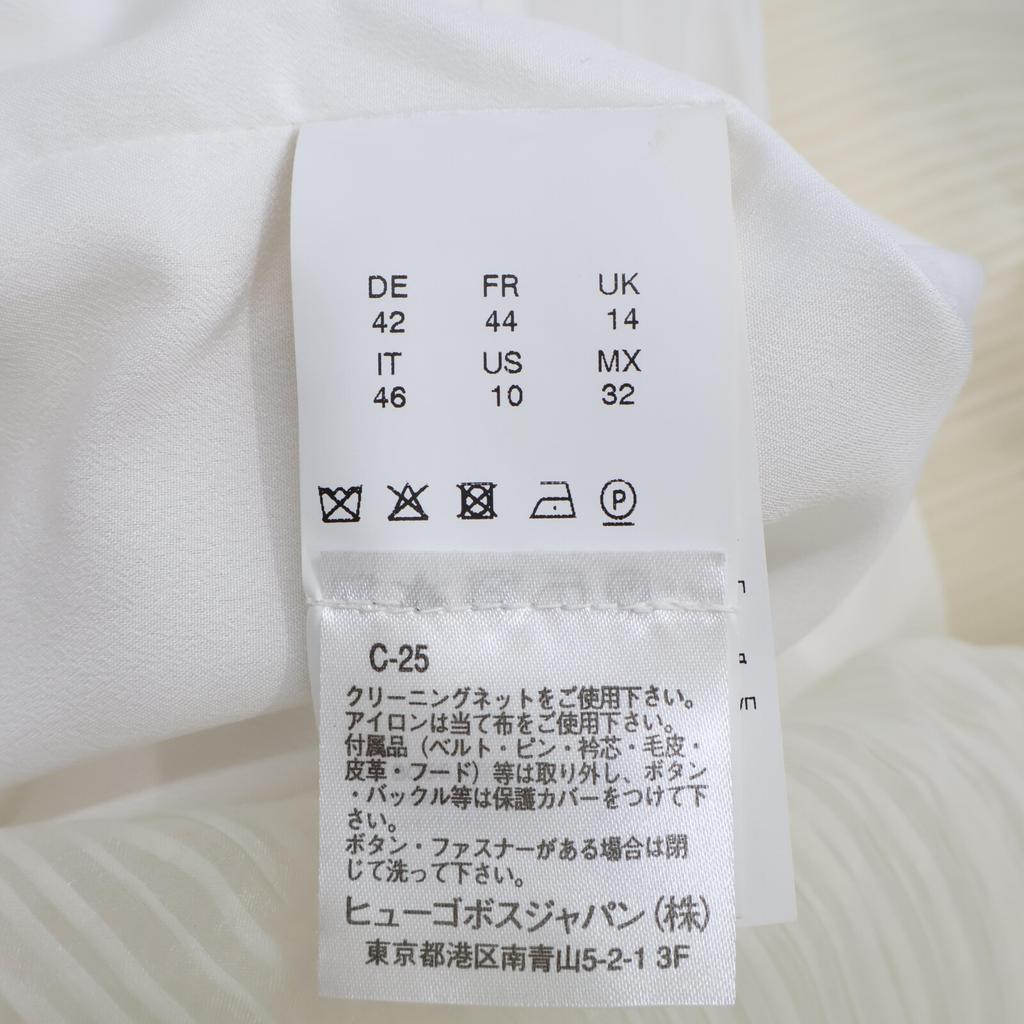 DE FR UK
42 44 14
IT US MX
46 10 32
P
C-25
クリーニングネットをご使用下さい。
アイロンは当て布をご使用下さい。
付属品（ベルト・ピン・衿芯・毛皮・
皮革・フード）等は取り外し、ボタン
・バックル等は保護カバーをつけて下
さい。
ボタン・ファスナーがある場合は閉
じて洗って下さい。
ヒューゴボスジャパン（株）
東京都港区南青山5-2-1 3F